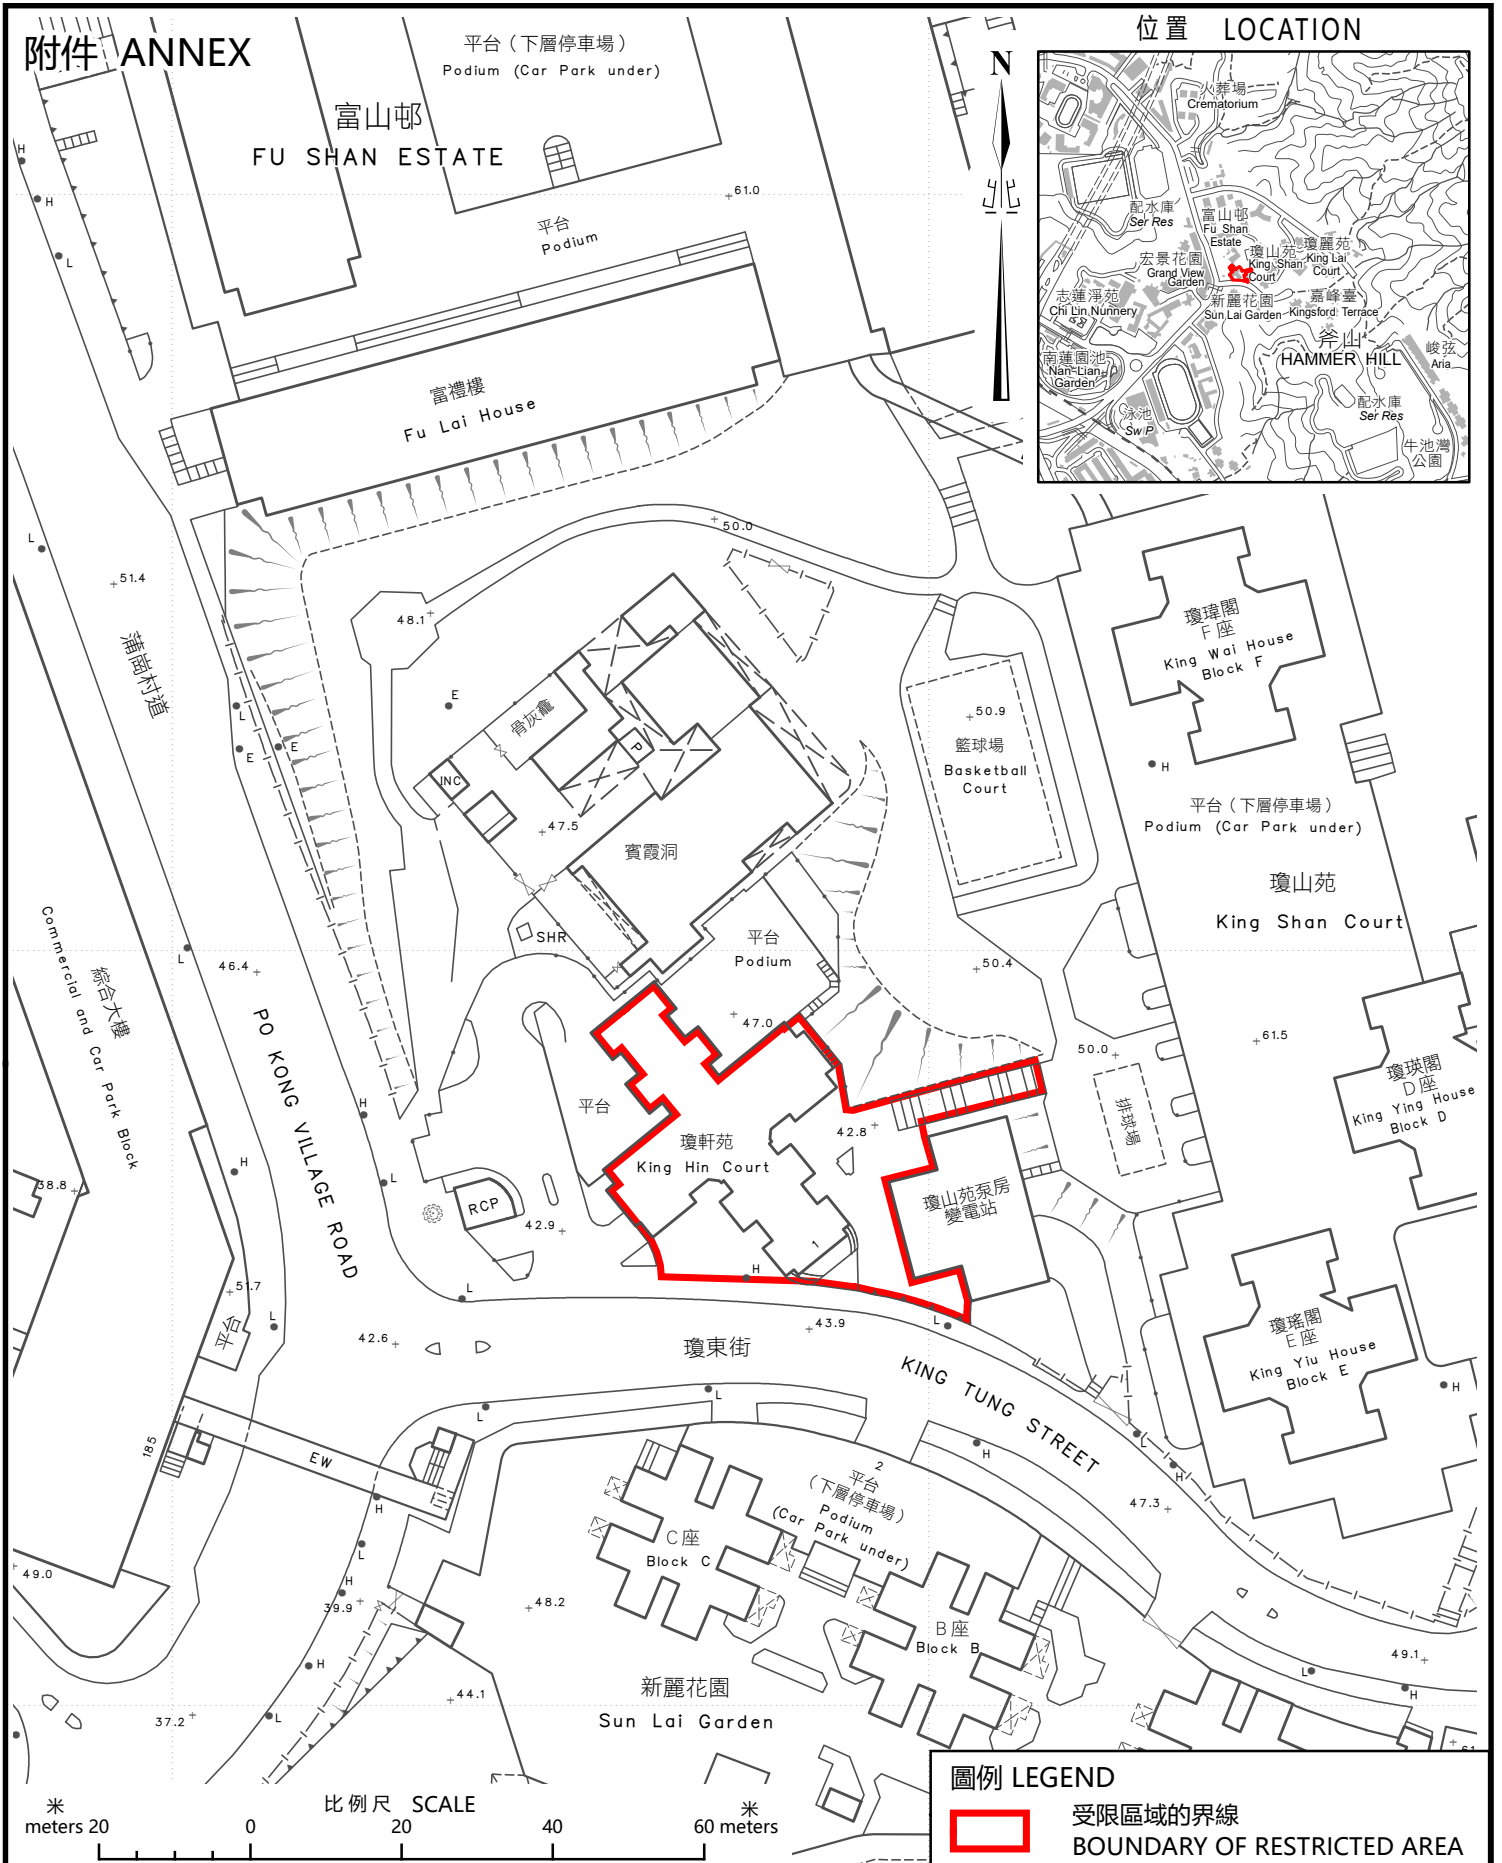 附件 ANNEX
位置 LOCATION
N
火葬場
Crematorium
配水庫
Ser Res
富山邨
Fu Shan
Estate
瓊山苑
King Shan
Court
瓊麗苑
King Lai
Court
宏景花園
Grand View
Garden
志蓮淨苑
Chi Lin Nunnery
新麗花園
Sun Lai Garden
嘉峰臺
Kingsford Terrace
斧山
HAMMER HILL
南蓮園池
Nan Lian
Garden
峻弦
Aria
配水庫
Ser Res
泳池
Sw P
牛池灣
公園
平台（下層停車場）
Podium (Car Park under)
富山邨
FU SHAN ESTATE
61.0
平台
Podium
H
H
L
富禮樓
Fu Lai House
L
51.4
50.0
48.1
蒲崗村道
瓊瑋閣
F座
King Wai House
Block F
E
L
E
E
骨灰龕
P
INC
50.9
籃球場
Basketball
Court
H
平台（下層停車場）
Podium (Car Park under)
47.5
賓霞洞
瓊山苑
King Shan Court
綜合大樓
Commercial and Car Park Block
L
46.4
SHR
平台
Podium
50.4
47.0
PO KONG VILLAGE ROAD
61.5
50.0
瓊瑛閣
D座
King Ying House
Block D
H
平台
瓊軒苑
King Hin Court
42.8
排球場
H
L
38.8
RCP
42.9
瓊山苑泵房
變電站
1
H
51.7
L
L
平台
42.6
43.9
L
瓊東街
KING TUNG STREET
瓊瑤閣
E座
King Yiu House
Block E
H
L
L
185
EW
H
2
平台
（下層停車場）
Podium
(Car Park under)
H
L
H
47.3
C座
Block C
L
H
49.0
39.9
48.2
B座
Block B
H
49.1
L
H
44.1
新麗花園
Sun Lai Garden
37.2
L
比例尺 SCALE
米
meters 20 0 20 40 60 meters
米
圖例 LEGEND
受限區域的界線
BOUNDARY OF RESTRICTED AREA